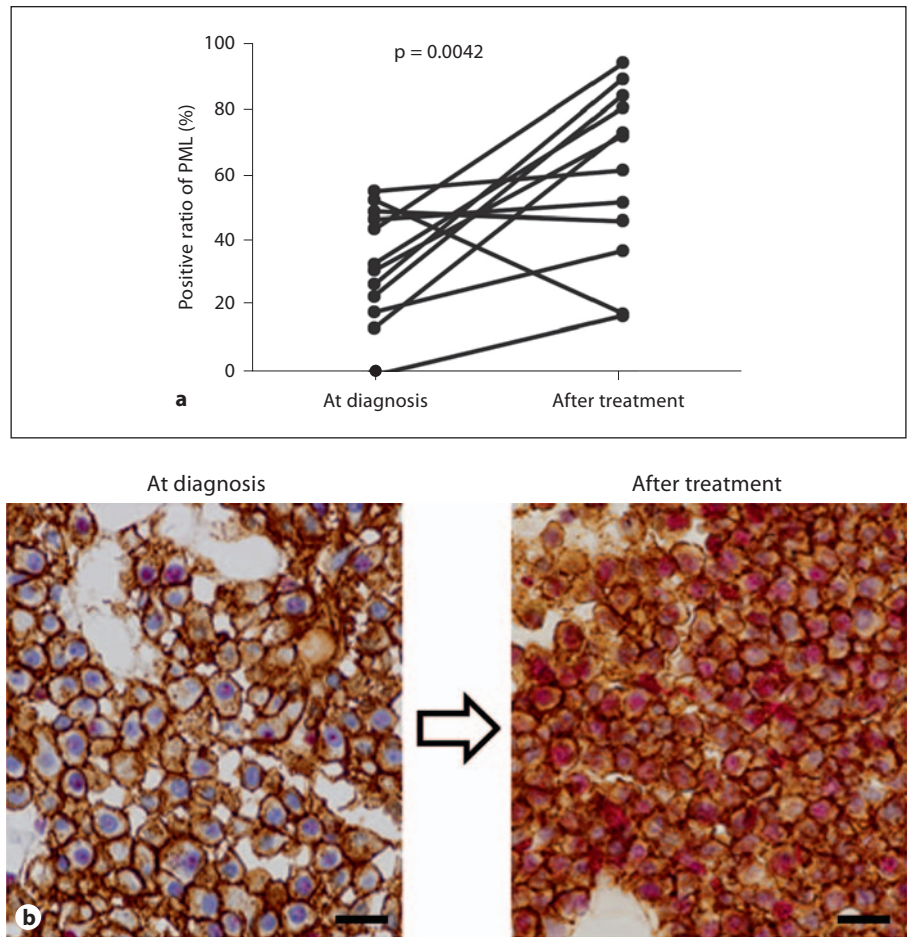 100
p = 0.0042
80
60
40
20
0
Positive ratio of PML (%)
a
At diagnosis
After treatment
At diagnosis
After treatment
b